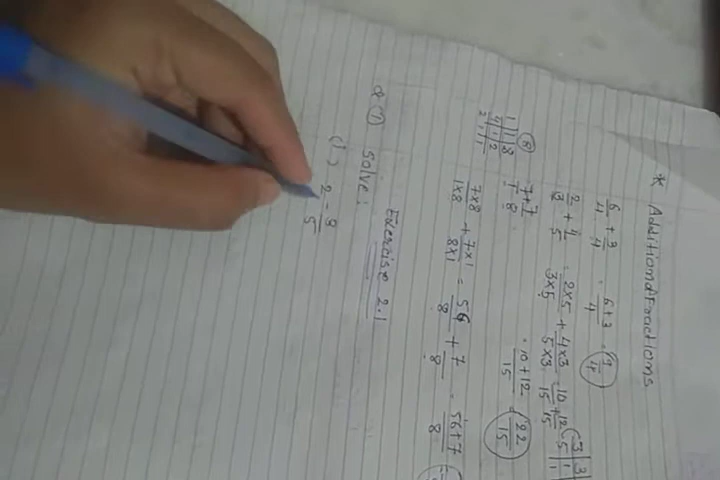 * Addition of Fractions
6/4 + 3/4 = 6+3/4 = 9/4
2/3 + 4/5 = 2×5/3×5 + 4×3/5×3 = 10/15 + 12/15
= 10+12/15 = 22/15
7/1 + 7/8
7×8/1×8 + 7×1/8×1 = 56/8 + 7/8 = 56+7/8
Exercise 2.1
Q ① Solve:
(1) 2 - 3/5